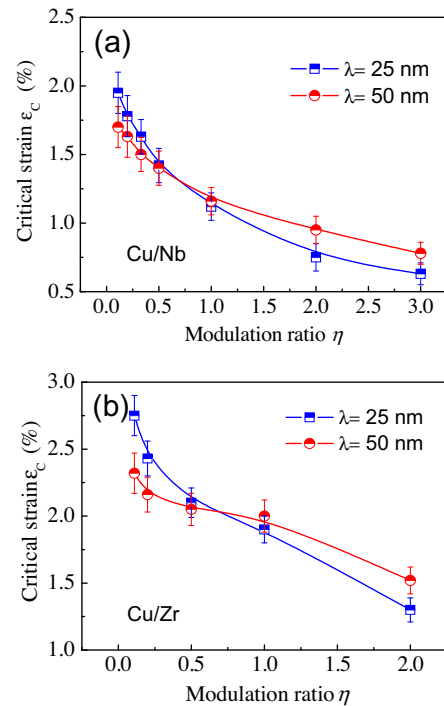 (a)
λ= 25 nm
λ= 50 nm
Critical strain ε_C (%)
2.5
2.0
1.5
1.0
0.5
Cu/Nb
0.0 0.5 1.0 1.5 2.0 2.5 3.0
Modulation ratio η
(b)
λ= 25 nm
λ= 50 nm
Critical strain ε_C (%)
3.0
2.5
2.0
1.5
1.0
Cu/Zr
0.0 0.5 1.0 1.5 2.0
Modulation ratio η